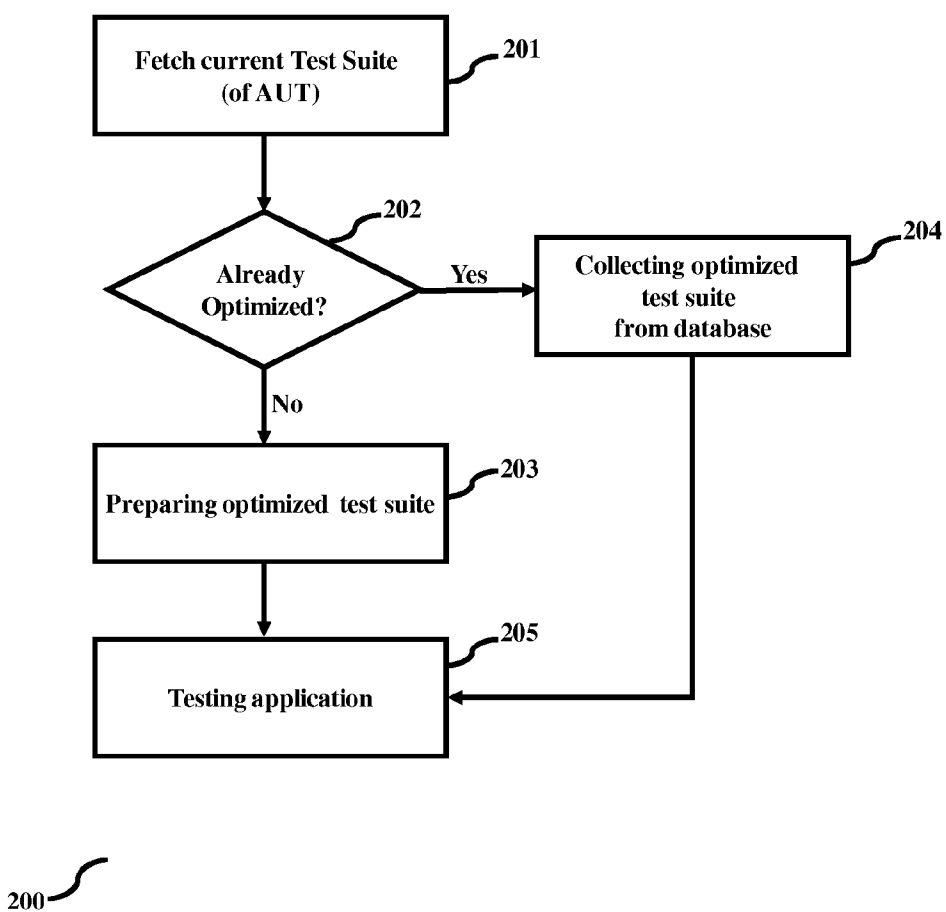 Fetch current Test Suite
(of AUT)
201
202
Already
Optimized?
Yes
204
Collecting optimized
test suite
from database
No
203
Preparing optimized test suite
205
Testing application
200